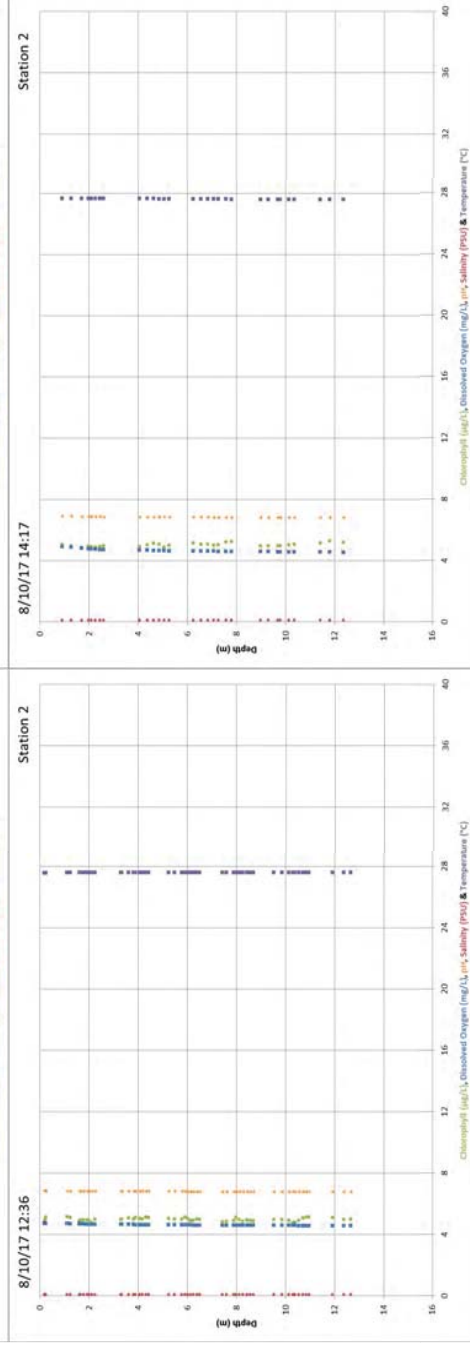 8/10/17 12:36
Station 2
0
2
4
6
8
10
12
14
16
Depth (m)
0 4 8 12 16 20 24 28 32 36 40
Chlorophyll (µg/L), Dissolved Oxygen (mg/L), pH, Salinity (PSU) & Temperature (°C)
8/10/17 14:17
Station 2
0
2
4
6
8
10
12
14
16
Depth (m)
0 4 8 12 16 20 24 28 32 36 40
Chlorophyll (µg/L), Dissolved Oxygen (mg/L), pH, Salinity (PSU) & Temperature (°C)